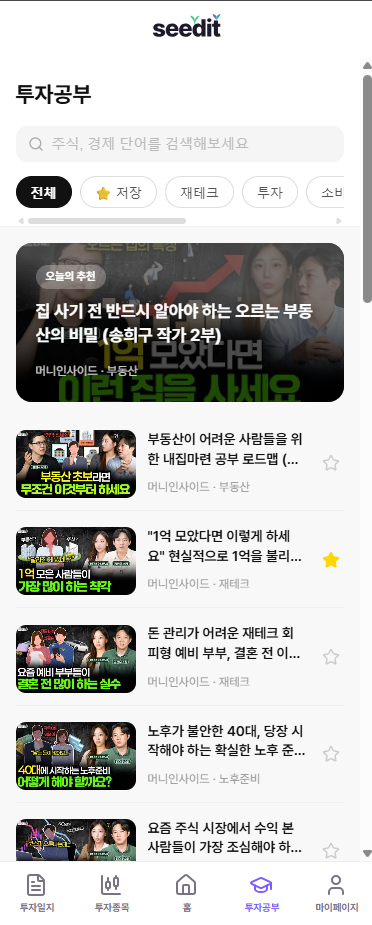 seedit
투자공부
주식, 경제 단어를 검색해보세요
전체
저장
재테크
투자
소비
오늘의 추천
집 사기 전 반드시 알아야 하는 오르는 부동
산의 비밀 (송희구 작가 2부)
머니인사이드 · 부동산
1억 모았다면
이런 집을 사세요
부동산 초보라면
무조건 이것부터 하세요
부동산이 어려운 사람들을 위
한 내집마련 공부 로드맵 (...
머니인사이드 · 부동산
1억 모은 사람들이
가장 많이 하는 착각
"1억 모았다면 이렇게 하세
요" 현실적으로 1억을 불리...
머니인사이드 · 재테크
요즘 예비 부부들이
결혼 전 많이 하는 실수
돈 관리가 어려운 재테크 회
피형 예비 부부, 결혼 전 이...
머니인사이드 · 재테크
40대에 시작하는 노후준비
어떻게 해야 할까요?
노후가 불안한 40대, 당장 시
작해야 하는 확실한 노후 준...
머니인사이드 · 노후준비
요즘 주식 시장에서 수익 본
사람들이 가장 조심해야 하...
투자일지
투자종목
홈
투자공부
마이페이지